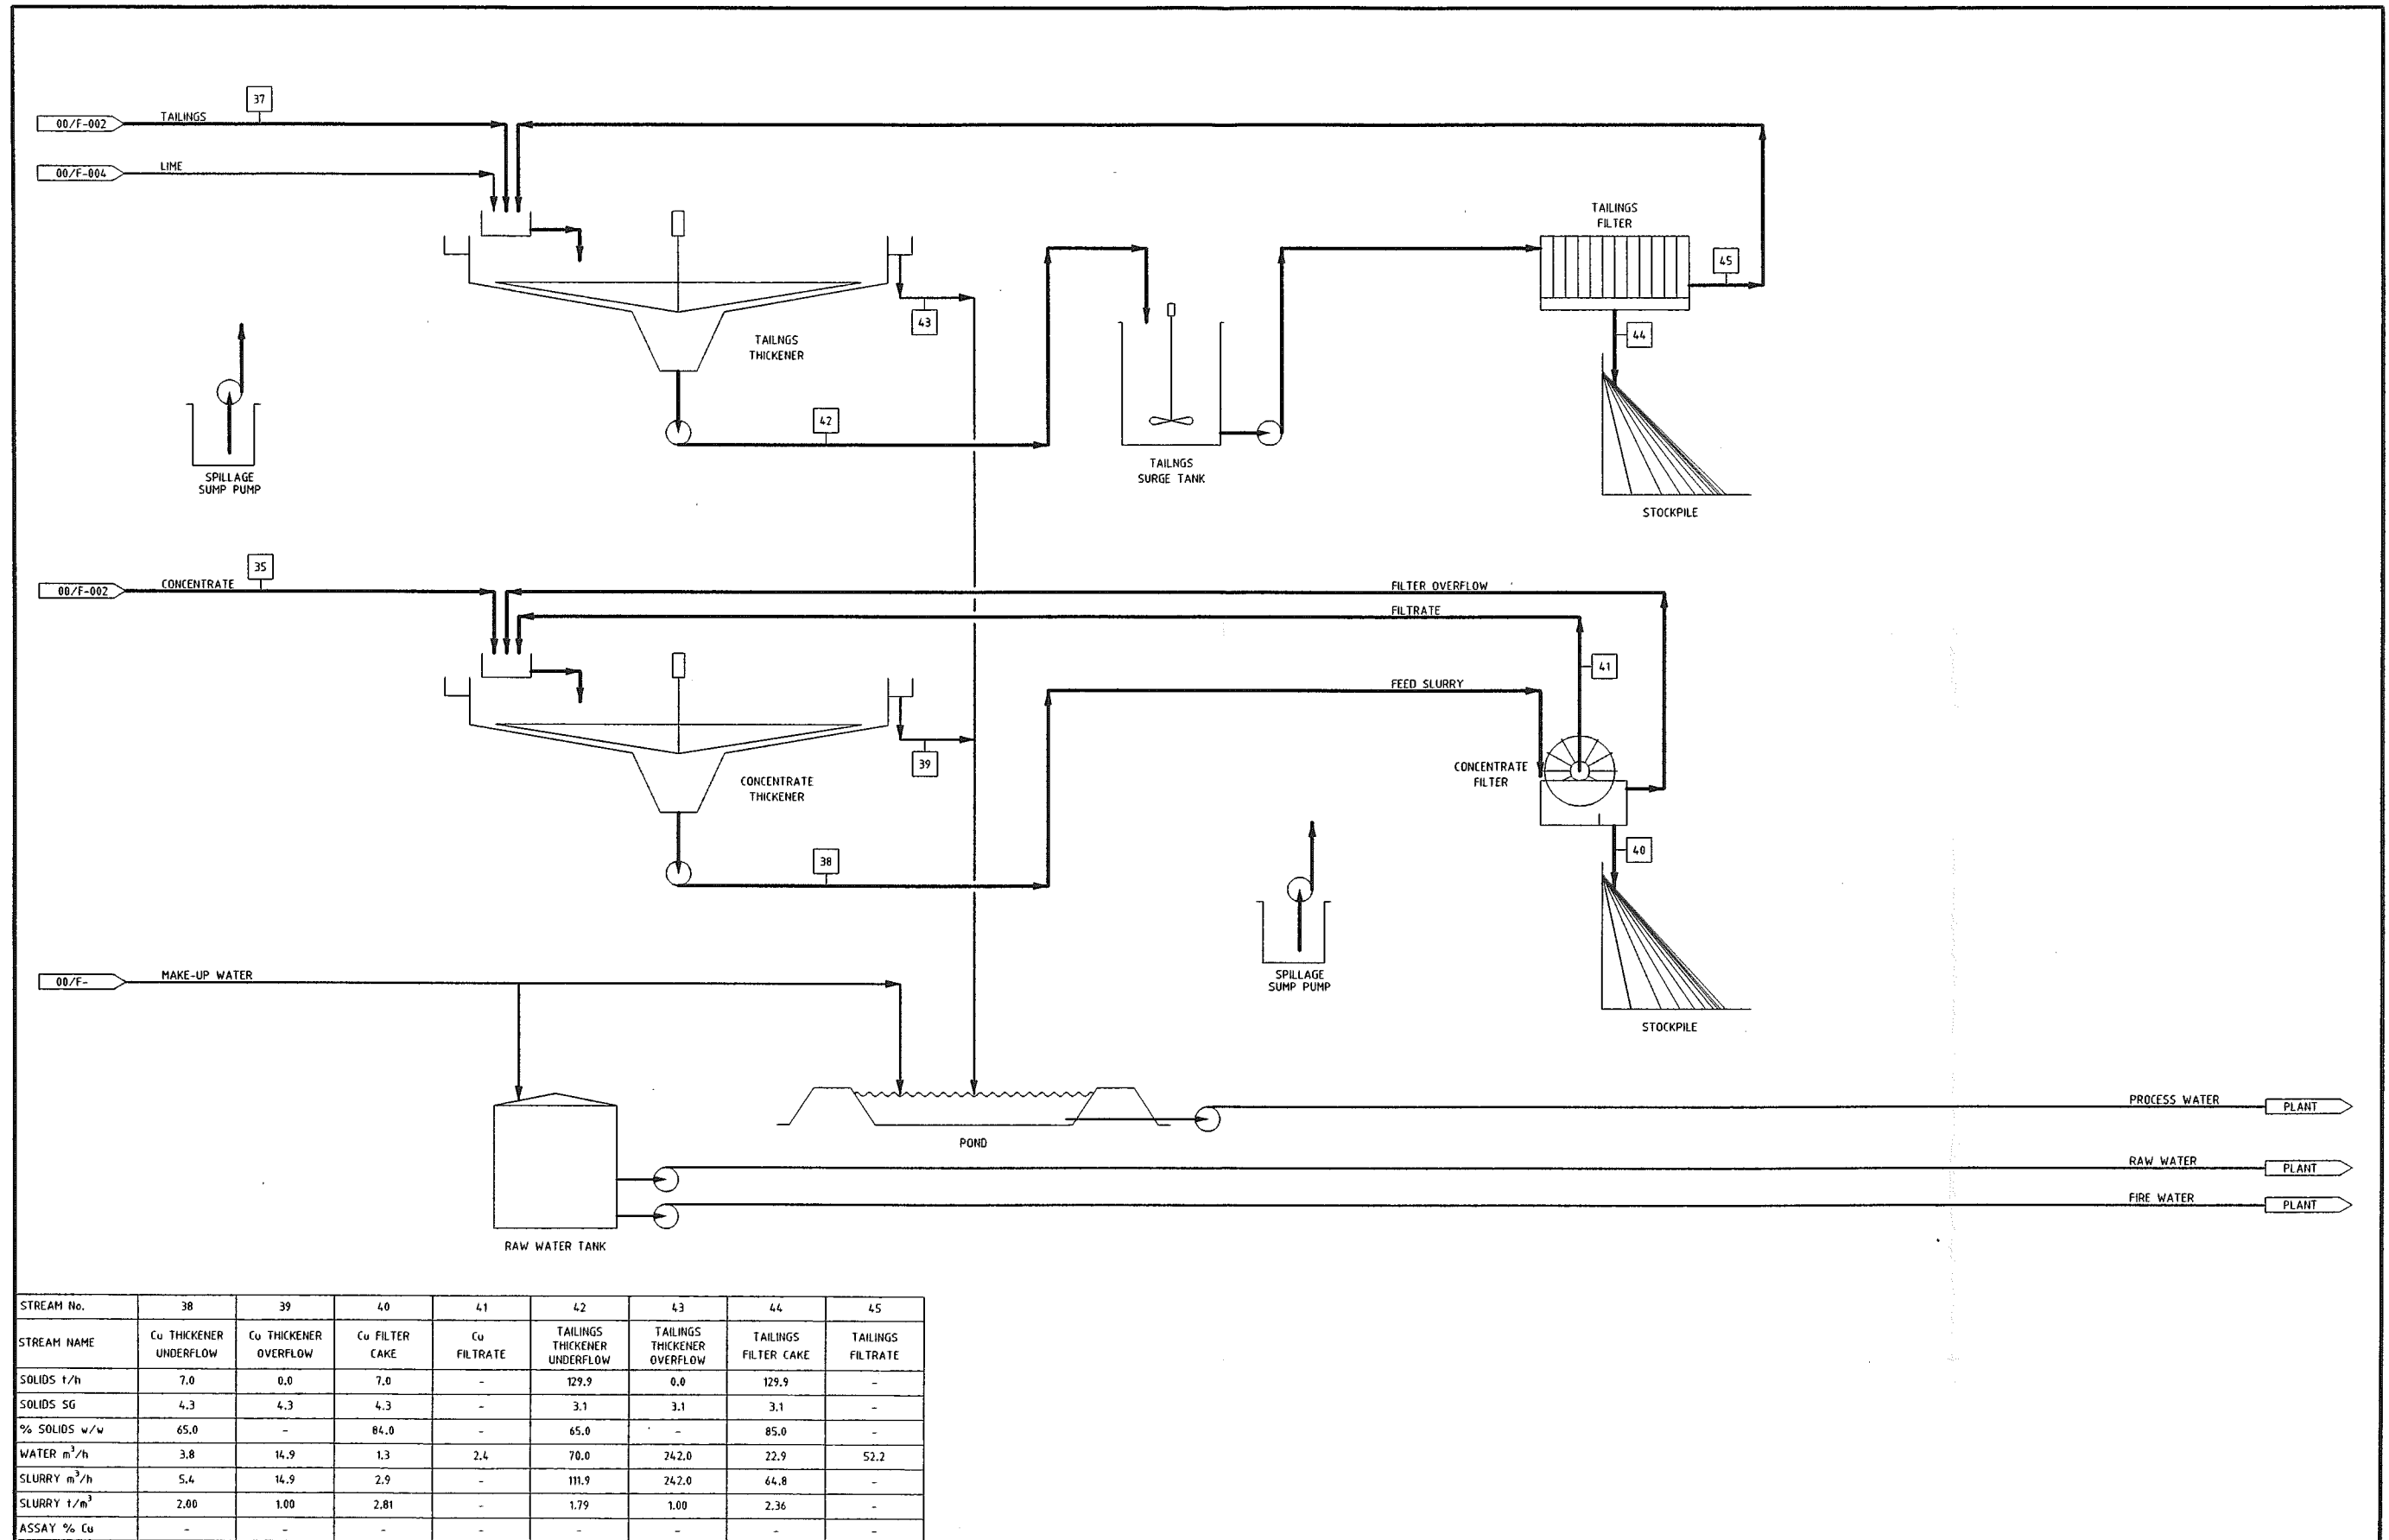 37
00/F-002 TAILINGS
00/F-004 LIME
TAILINGS
FILTER
45
43
44
TAILNGS
THICKENER
42
SPILLAGE
SUMP PUMP
TAILNGS
SURGE TANK
STOCKPILE
35
00/F-002 CONCENTRATE
FILTER OVERFLOW
FILTRATE
41
FEED SLURRY
39
CONCENTRATE
FILTER
CONCENTRATE
THICKENER
38
40
00/F- MAKE-UP WATER
SPILLAGE
SUMP PUMP
STOCKPILE
PROCESS WATER PLANT
POND
RAW WATER PLANT
FIRE WATER PLANT
RAW WATER TANK
STREAM No. 38 39 40 41 42 43 44 45
STREAM NAME Cu THICKENER UNDERFLOW Cu THICKENER OVERFLOW Cu FILTER CAKE Cu FILTRATE TAILINGS THICKENER UNDERFLOW TAILINGS THICKENER OVERFLOW TAILINGS FILTER CAKE TAILINGS FILTRATE
SOLIDS t/h 7.0 0.0 7.0 - 129.9 0.0 129.9 -
SOLIDS SG 4.3 4.3 4.3 - 3.1 3.1 3.1 -
% SOLIDS w/w 65.0 - 84.0 - 65.0 - 85.0 -
WATER m³/h 3.8 14.9 1.3 2.4 70.0 242.0 22.9 52.2
SLURRY m³/h 5.4 14.9 2.9 - 111.9 242.0 64.8 -
SLURRY t/m³ 2.00 1.00 2.81 - 1.79 1.00 2.36 -
ASSAY % Cu - - - - - - - -